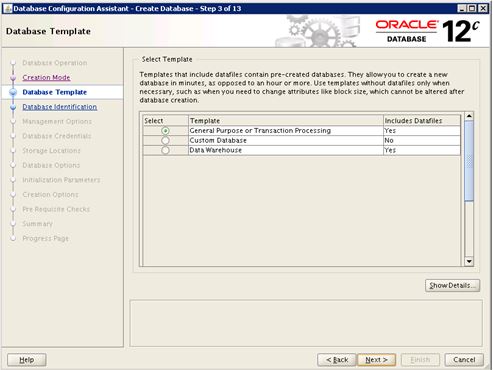 Database Configuration Assistant - Create Database - Step 3 of 13
Database Template
ORACLE
DATABASE 12c
Database Operation
Creation Mode
Database Template
Database Identification
Management Options
Database Credentials
Storage Locations
Database Options
Initialization Parameters
Creation Options
Pre Requisite Checks
Summary
Progress Page
Select Template
Templates that include datafiles contain pre-created databases. They allow you to create a new
database in minutes, as opposed to an hour or more. Use templates without datafiles only when
necessary, such as when you need to change attributes like block size, which cannot be altered after
database creation.
Select Template Includes Datafiles
General Purpose or Transaction Processing Yes
Custom Database No
Data Warehouse Yes
Show Details...
Help
< Back
Next >
Finish
Cancel